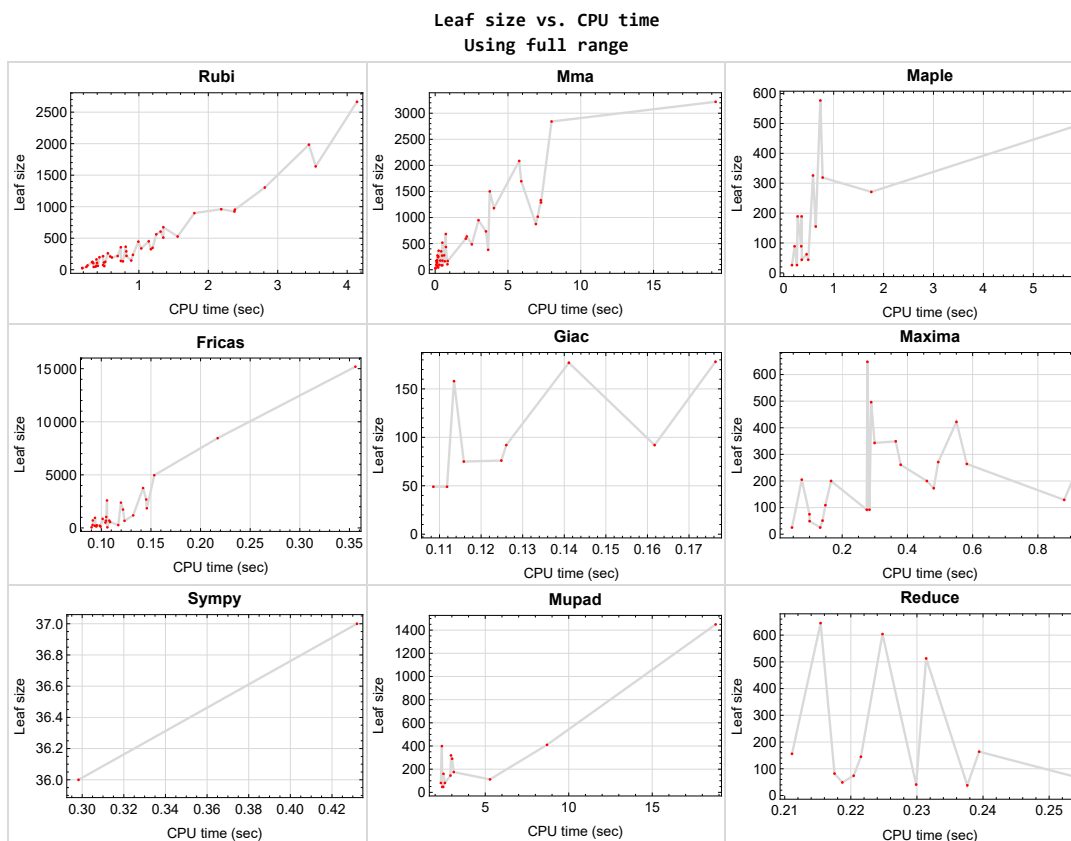 Leaf size vs. CPU time
Using full range
Rubi
Leaf size
2500
2000
1500
1000
500
0
1 2 3 4
CPU time (sec)
Mma
Leaf size
3000
2500
2000
1500
1000
500
0
0 5 10 15
CPU time (sec)
Maple
Leaf size
600
500
400
300
200
100
0
0 1 2 3 4 5
CPU time (sec)
Fricas
Leaf size
15000
10000
5000
0
0.10 0.15 0.20 0.25 0.30 0.35
CPU time (sec)
Giac
Leaf size
150
100
50
0
0.11 0.12 0.13 0.14 0.15 0.16 0.17
CPU time (sec)
Maxima
Leaf size
600
500
400
300
200
100
0
0.2 0.4 0.6 0.8
CPU time (sec)
Sympy
Leaf size
37.0
36.8
36.6
36.4
36.2
36.0
0.30 0.32 0.34 0.36 0.38 0.40 0.42
CPU time (sec)
Mupad
Leaf size
1400
1200
1000
800
600
400
200
0
5 10 15
CPU time (sec)
Reduce
Leaf size
600
500
400
300
200
100
0
0.21 0.22 0.23 0.24 0.25
CPU time (sec)